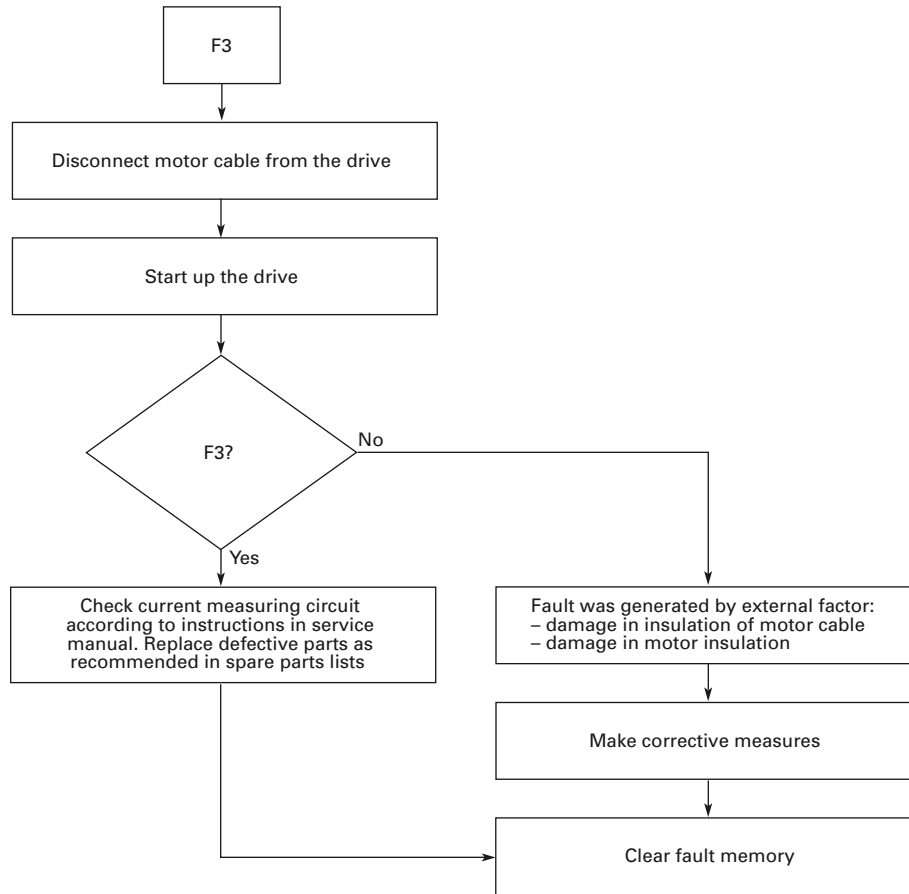 F3
Disconnect motor cable from the drive
Start up the drive
F3?
No
Yes
Check current measuring circuit
according to instructions in service
manual. Replace defective parts as
recommended in spare parts lists
Fault was generated by external factor:
– damage in insulation of motor cable
– damage in motor insulation
Make corrective measures
Clear fault memory